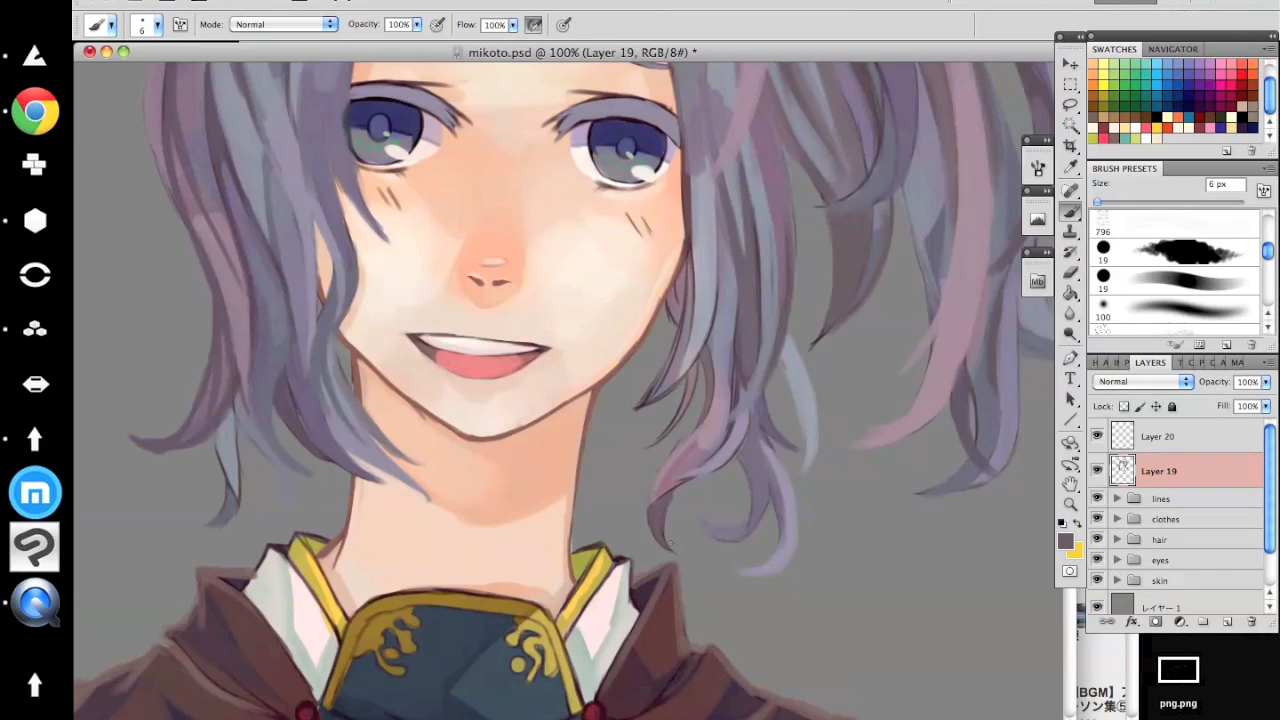 6
Mode:
Normal
Opacity:
100%
Flow:
100%
mikoto.psd @ 100% (Layer 19, RGB/8#) *
SWATCHES
NAVIGATOR
BRUSH PRESETS
Size:
6 px
796
19
19
100
Mb
LAYERS
Normal
Opacity:
100%
Lock:
Fill:
100%
Layer 20
Layer 19
lines
clothes
hair
eyes
skin
レイヤー 1
png.png